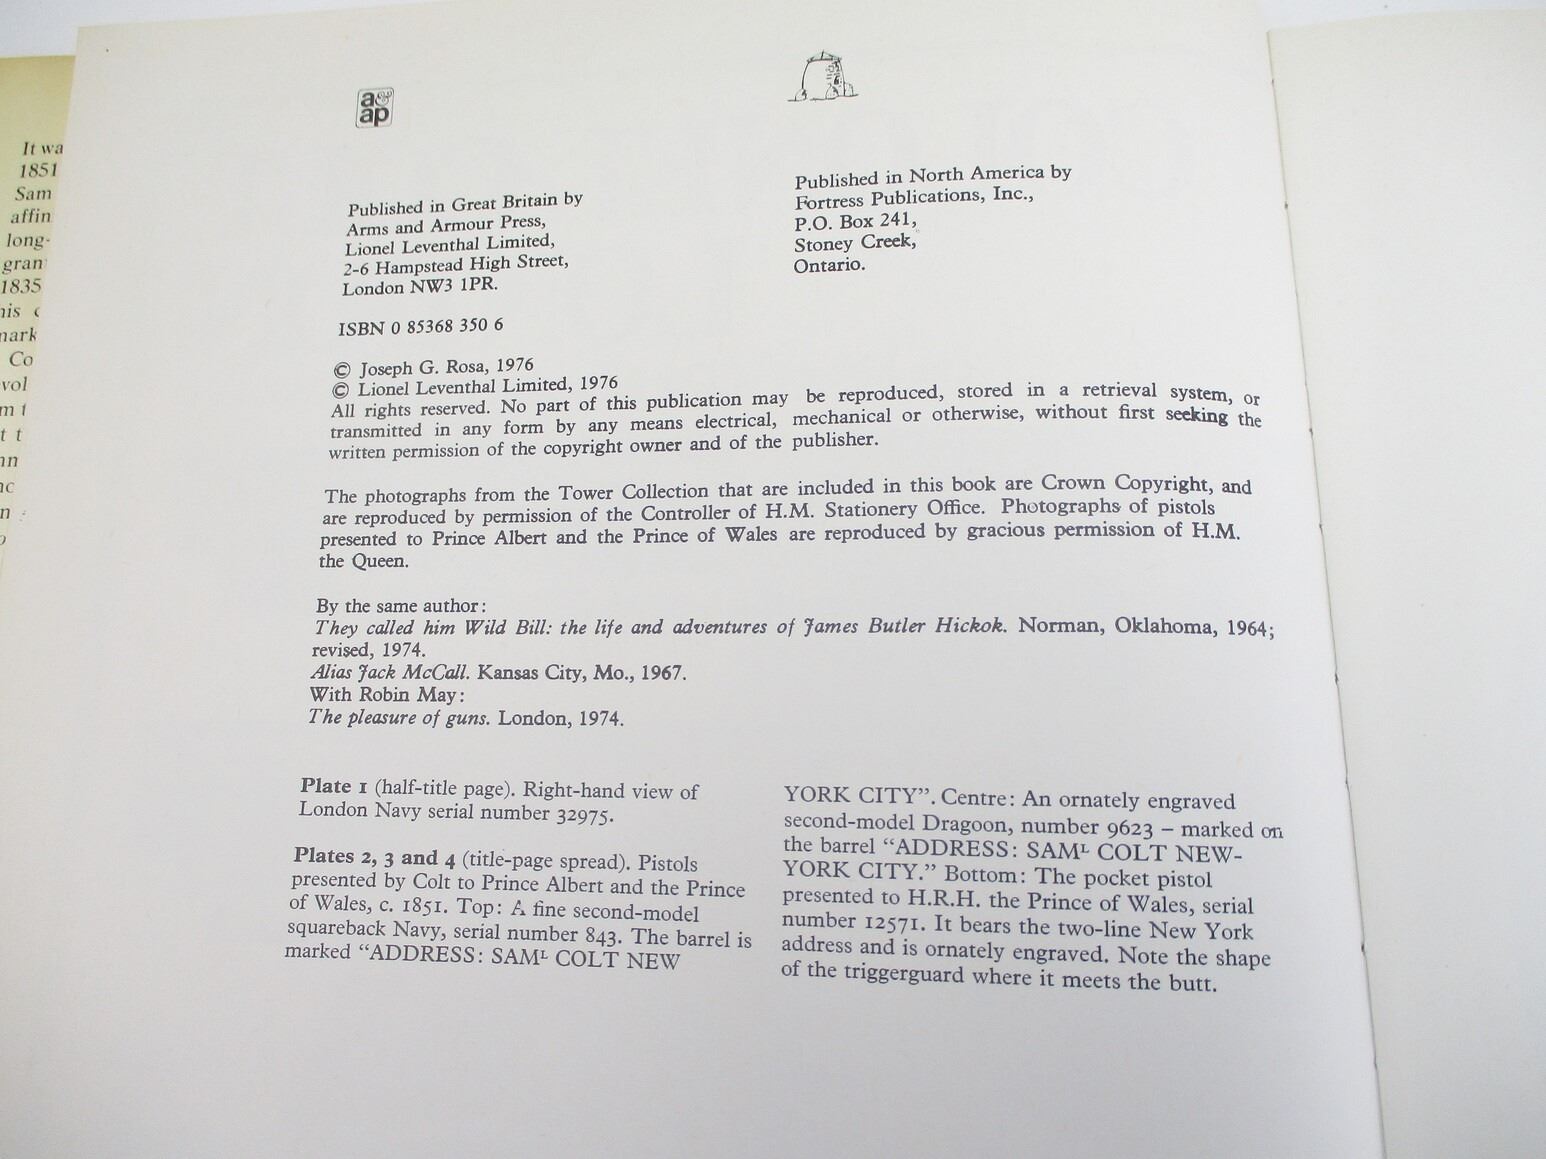 It wa
1851
Sam
affin
long-
gran
1835
his c
mark
Co
vol
m t
t t
nn
nc
n
a&
ap
Published in Great Britain by
Arms and Armour Press,
Lionel Leventhal Limited,
2-6 Hampstead High Street,
London NW3 1PR.
Published in North America by
Fortress Publications, Inc.,
P.O. Box 241,
Stoney Creek,
Ontario.
ISBN 0 85368 350 6
© Joseph G. Rosa, 1976
© Lionel Leventhal Limited, 1976
All rights reserved. No part of this publication may be reproduced, stored in a retrieval system, or
transmitted in any form by any means electrical, mechanical or otherwise, without first seeking the
written permission of the copyright owner and of the publisher.
The photographs from the Tower Collection that are included in this book are Crown Copyright, and
are reproduced by permission of the Controller of H.M. Stationery Office. Photographs of pistols
presented to Prince Albert and the Prince of Wales are reproduced by gracious permission of H.M.
the Queen.
By the same author:
They called him Wild Bill: the life and adventures of James Butler Hickok. Norman, Oklahoma, 1964;
revised, 1974.
Alias Jack McCall. Kansas City, Mo., 1967.
With Robin May:
The pleasure of guns. London, 1974.
Plate 1 (half-title page). Right-hand view of
London Navy serial number 32975.
Plates 2, 3 and 4 (title-page spread). Pistols
presented by Colt to Prince Albert and the Prince
of Wales, c. 1851. Top: A fine second-model
squareback Navy, serial number 843. The barrel is
marked “ADDRESS: SAMᴸ COLT NEW
YORK CITY”. Centre: An ornately engraved
second-model Dragoon, number 9623 – marked on
the barrel “ADDRESS: SAMᴸ COLT NEW-
YORK CITY.” Bottom: The pocket pistol
presented to H.R.H. the Prince of Wales, serial
number 12571. It bears the two-line New York
address and is ornately engraved. Note the shape
of the triggerguard where it meets the butt.